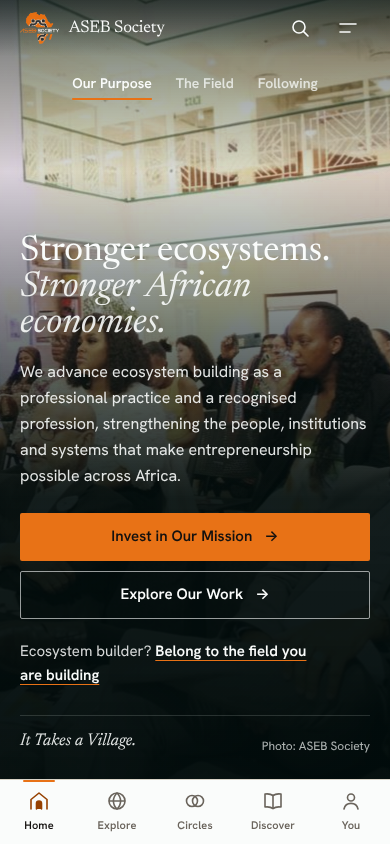 ASEB Society
Our Purpose
The Field
Following
Stronger ecosystems.
Stronger African
economies.
We advance ecosystem building as a
professional practice and a recognised
profession, strengthening the people, institutions
and systems that make entrepreneurship
possible across Africa.
Invest in Our Mission →
Explore Our Work →
Ecosystem builder? Belong to the field you
are building
It Takes a Village.
Photo: ASEB Society
Home
Explore
Circles
Discover
You